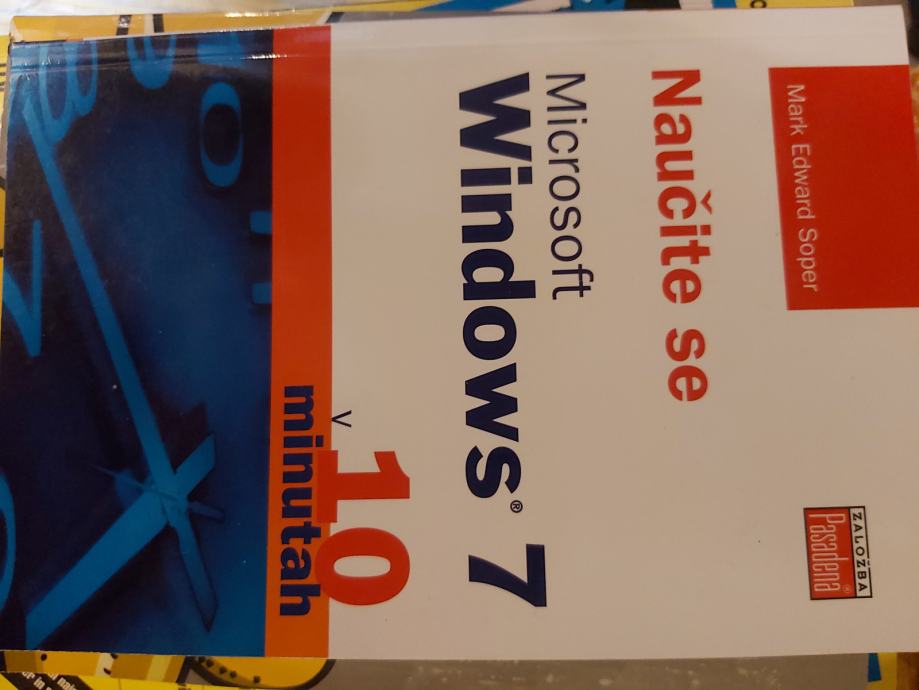 Mark Edward Soper
Naučite se
Microsoft
Windows® 7
v 10
minutah
ZALOŽBA
Pasadena®